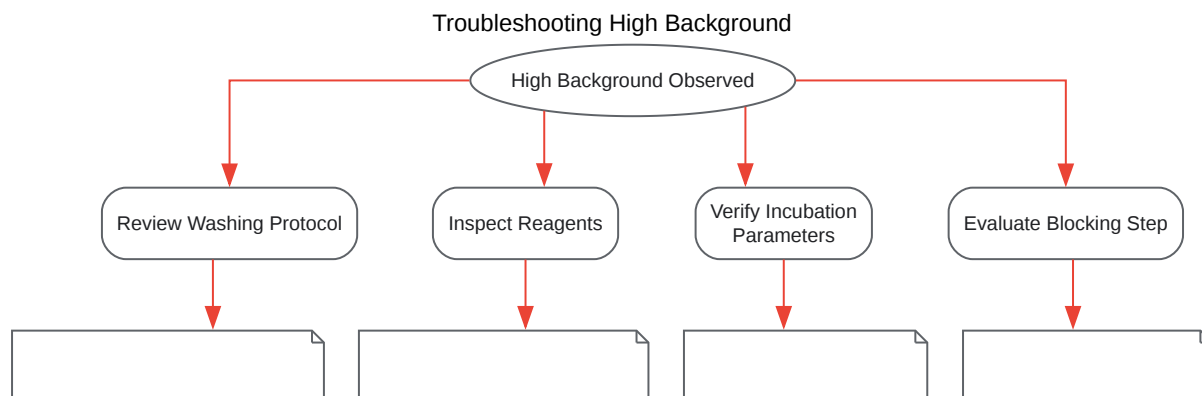 Troubleshooting High Background
High Background Observed
Review Washing Protocol
Inspect Reagents
Verify Incubation
Parameters
Evaluate Blocking Step